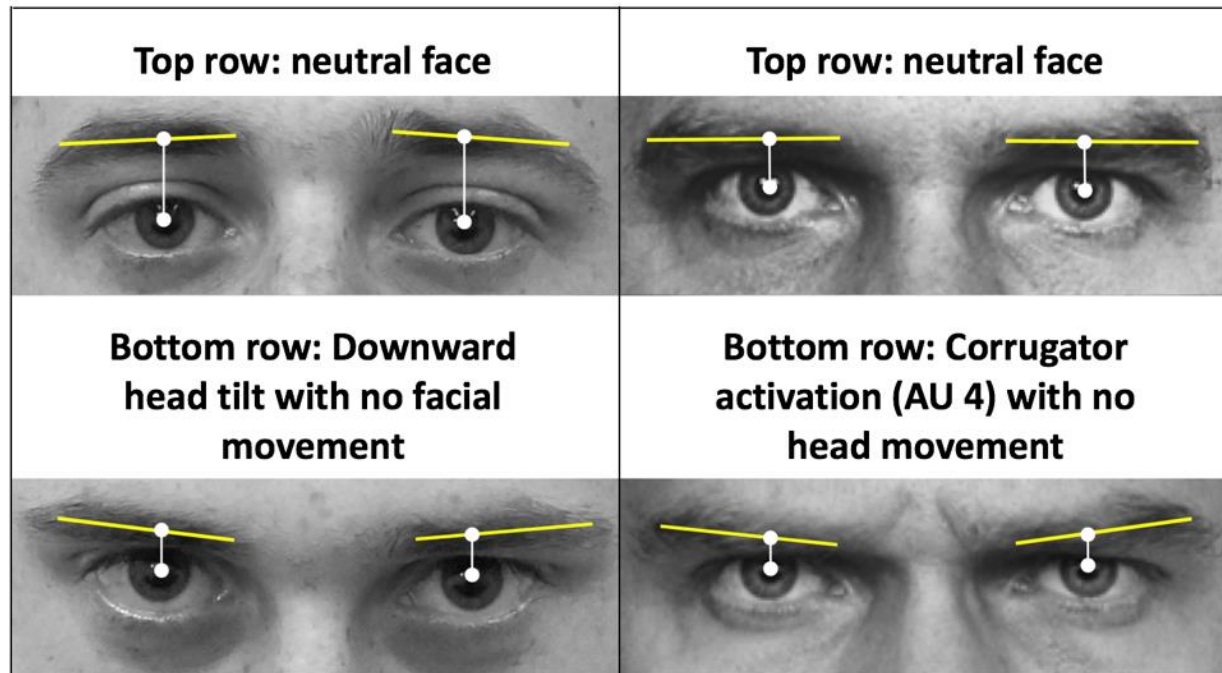 Top row: neutral face
Top row: neutral face
Bottom row: Downward
head tilt with no facial
movement
Bottom row: Corrugator
activation (AU 4) with no
head movement